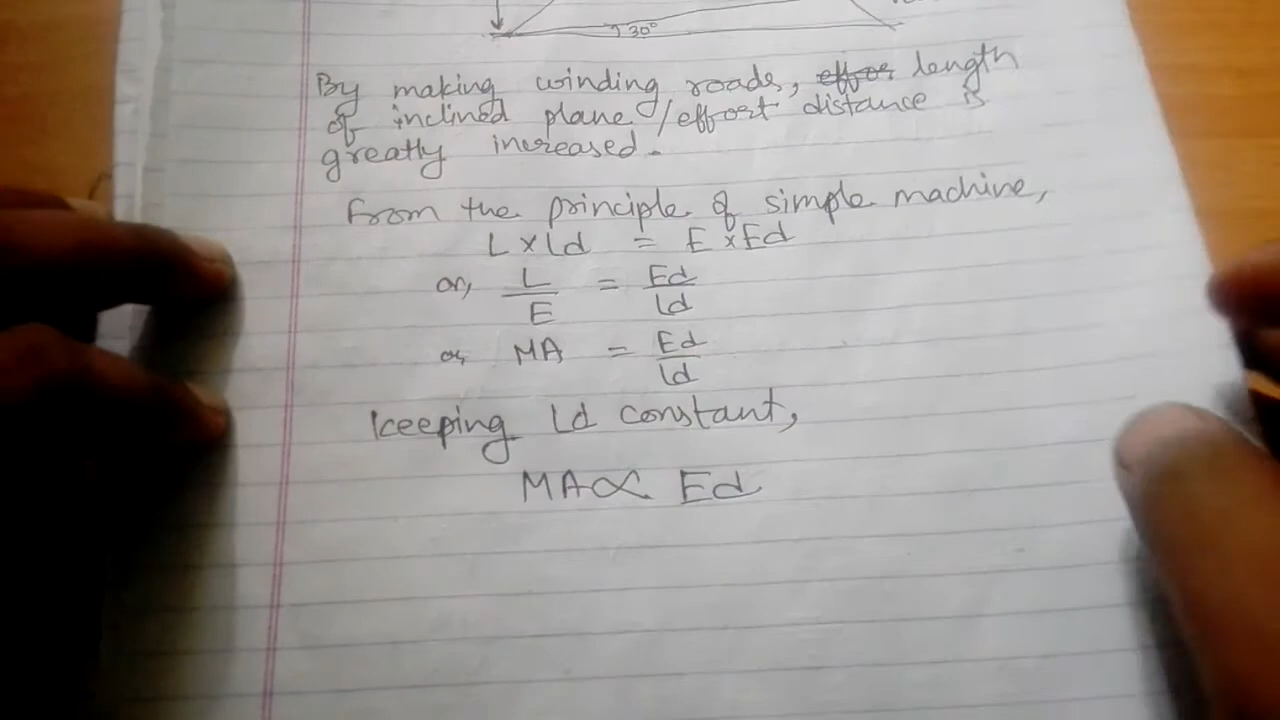 30°
By making winding roads, effor length
of inclined plane/effort distance is
greatly increased.
From the principle of simple machine,
L×Ld = E×Ed
or, L/E = Ed/Ld
or, MA = Ed/Ld
keeping Ld constant,
MA∝ Ed